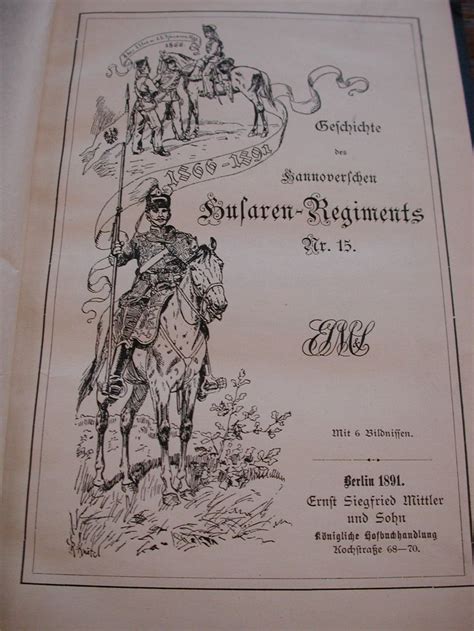 1866
1866-1891
Geschichte
des
Hannoverschen
Husaren-Regiments
Nr. 15.
Mit 6 Bildnissen.
Berlin 1891.
Ernst Siegfried Mittler
und Sohn
Königliche Hofbuchhandlung
Kochstraße 68—70.